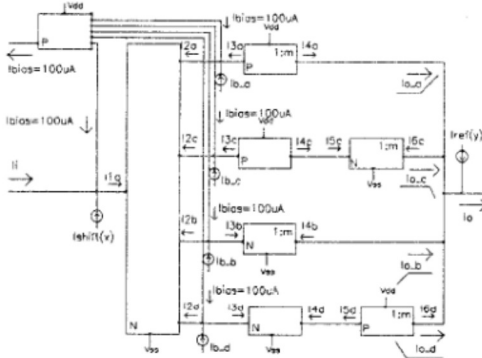 Vdd
P
Ibias=100uA
I2a
I3a
Vdd
1:m
I4a
P
Ibias=100uA
Ib_a
Io_a
Ibias=100uA
Ibias=100uA
Vdd
I2c
I3c
I4c
I5c
1:m
I6c
Iref(y)
P
N
Ii
Vss
I1a
Ib_c
Io_c
Io
Ibias=100uA
Ishift(v)
I2b
I3b
1:m
I4b
N
Ib_b
Vss
Io_b
Ibias=100uA
Vdd
I2d
I3d
I4d
I5d
1:m
I6d
N
N
P
Vss
Ib_d
Vss
Io_d